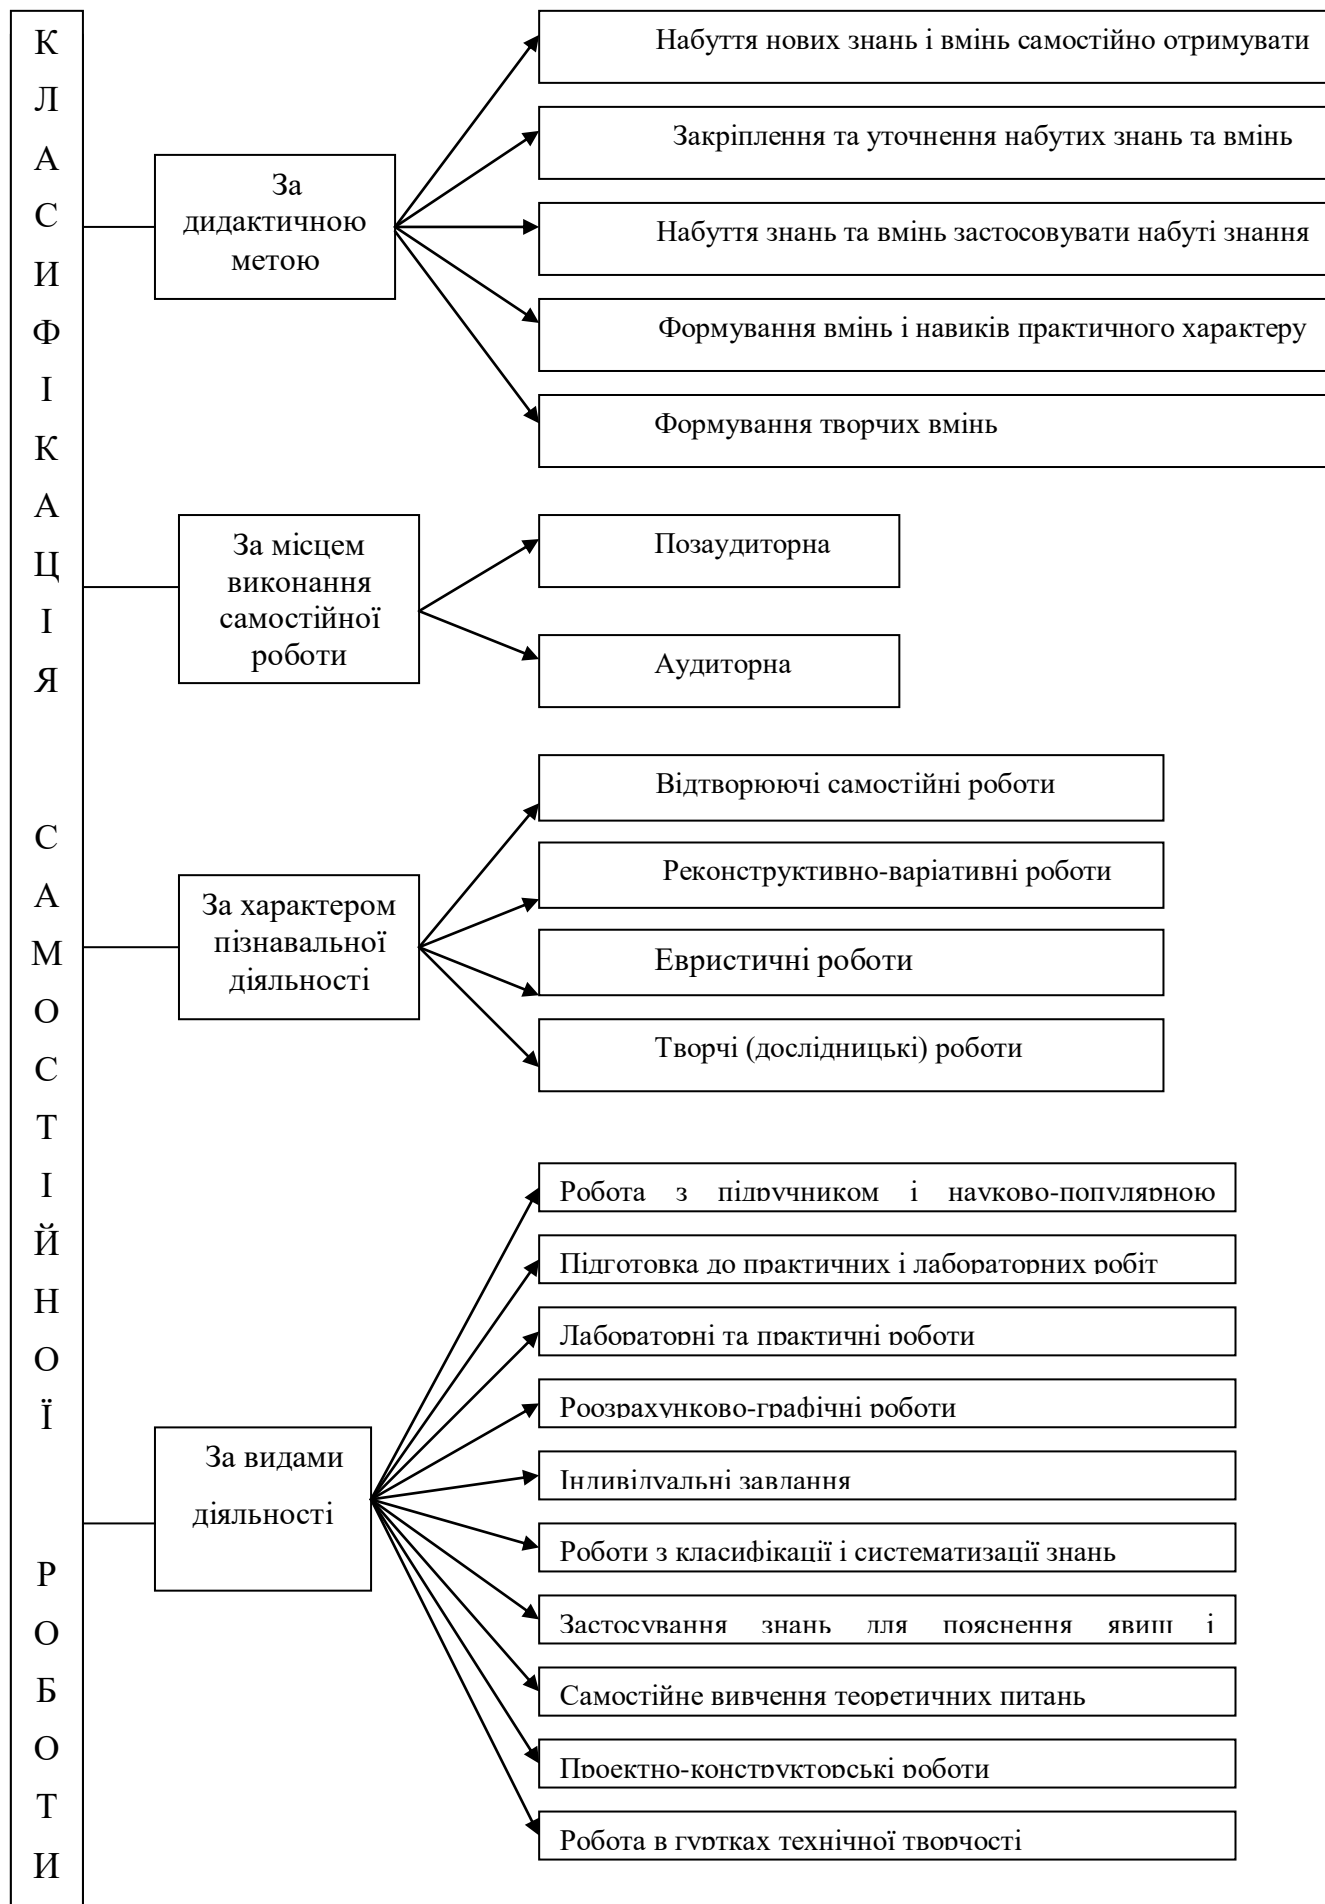 КЛАСИФІКАЦІЯ САМОСТІЙНОЇ РОБОТИ
За
дидактичною
метою
Набуття нових знань і вмінь самостійно отримувати
Закріплення та уточнення набутих знань та вмінь
Набуття знань та вмінь застосовувати набуті знання
Формування вмінь і навиків практичного характеру
Формування творчих вмінь
За місцем
виконання
самостійної
роботи
Позаудиторна
Аудиторна
За характером
пізнавальної
діяльності
Відтворюючі самостійні роботи
Реконструктивно-варіативні роботи
Евристичні роботи
Творчі (дослідницькі) роботи
За видами
діяльності
Робота з підручником і науково-популярною
Підготовка до практичних і лабораторних робіт
Лабораторні та практичні роботи
Роозрахунково-графічні роботи
Індивідуальні завдання
Роботи з класифікації і систематизації знань
Застосування знань для пояснення явищ і
Самостійне вивчення теоретичних питань
Проектно-конструкторські роботи
Робота в гуртках технічної творчості